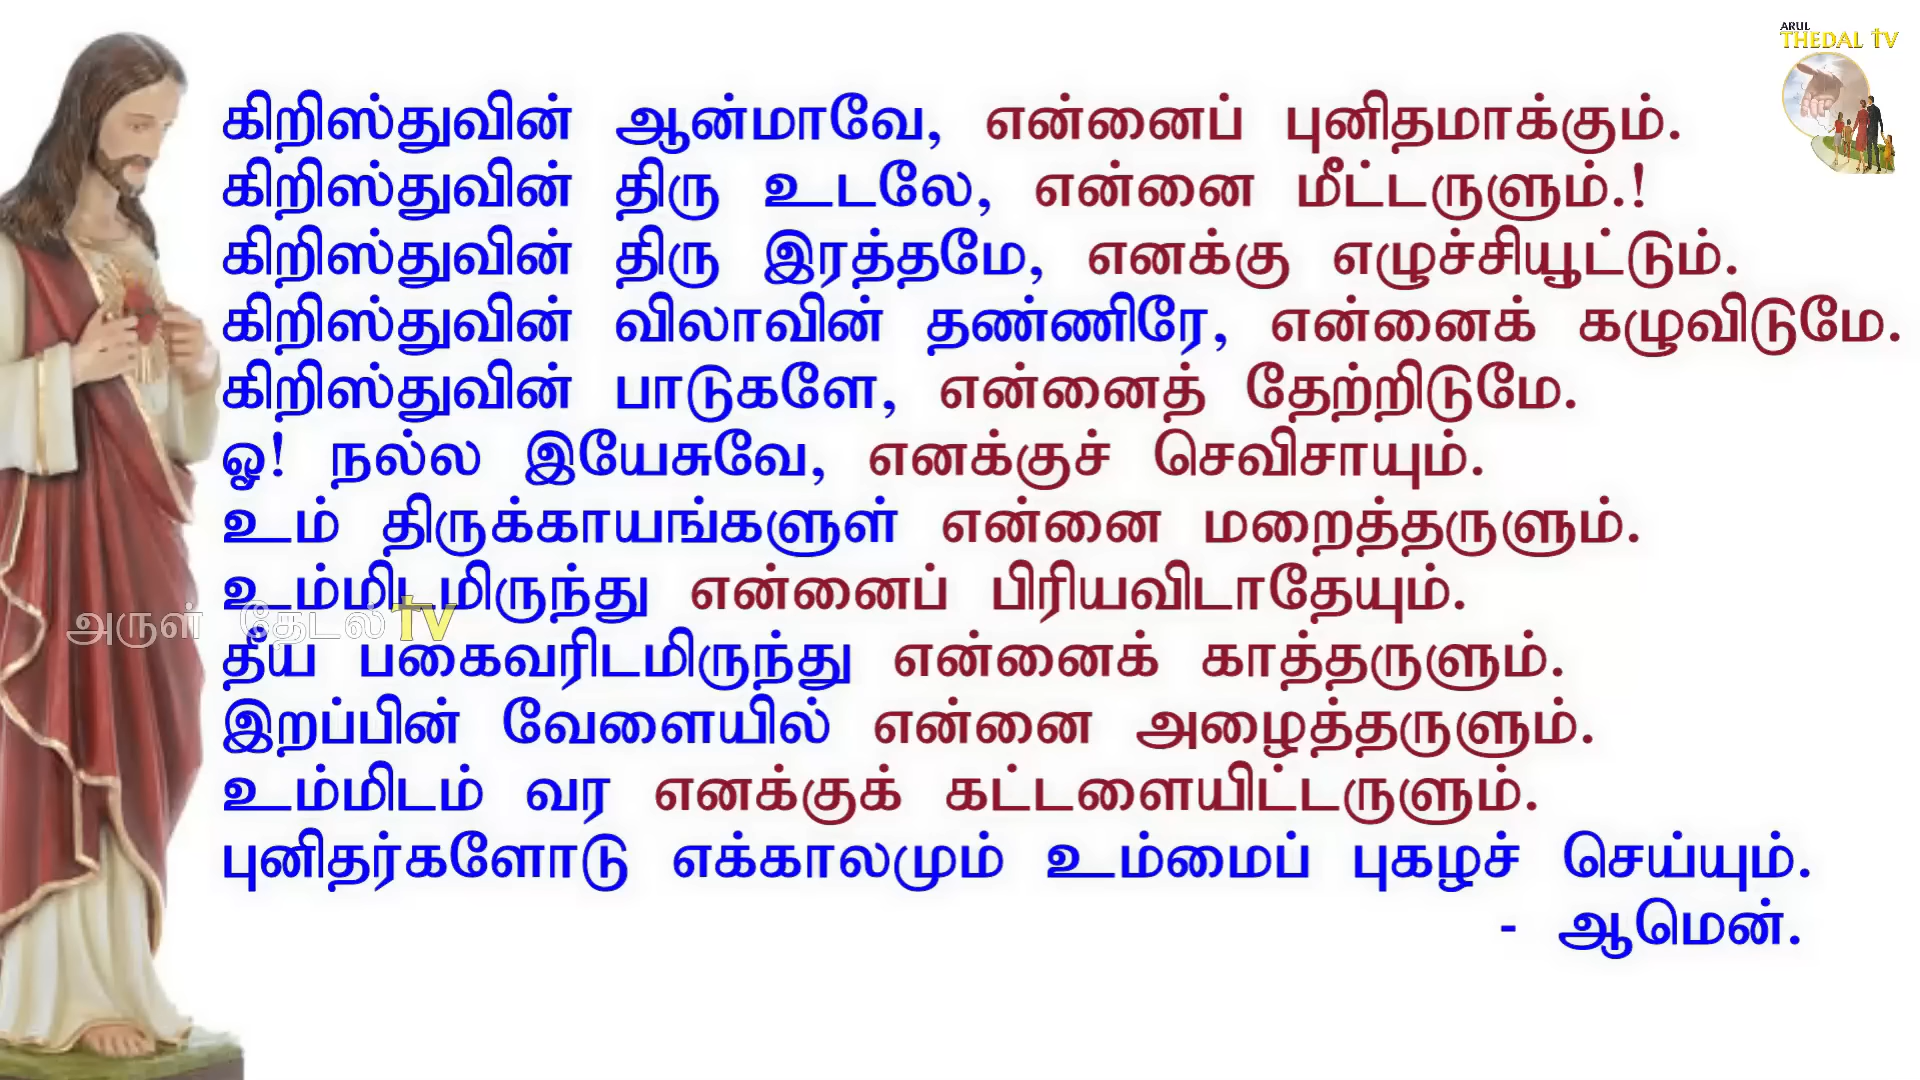 ARUL
THEDAL TV
கிறிஸ்துவின் ஆன்மாவே, என்னைப் புனிதமாக்கும்.
கிறிஸ்துவின் திரு உடலே, என்னை மீட்டருளும்.!
கிறிஸ்துவின் திரு இரத்தமே, எனக்கு எழுச்சியூட்டும்.
கிறிஸ்துவின் விலாவின் தண்ணிரே, என்னைக் கழுவிடுமே.
கிறிஸ்துவின் பாடுகளே, என்னைத் தேற்றிடுமே.
ஓ! நல்ல இயேசுவே, எனக்குச் செவிசாயும்.
உம் திருக்காயங்களுள் என்னை மறைத்தருளும்.
உம்மிடமிருந்து என்னைப் பிரியவிடாதேயும்.
அருள் தேடல் TV
தீய பகைவரிடமிருந்து என்னைக் காத்தருளும்.
இறப்பின் வேளையில் என்னை அழைத்தருளும்.
உம்மிடம் வர எனக்குக் கட்டளையிட்டருளும்.
புனிதர்களோடு எக்காலமும் உம்மைப் புகழச் செய்யும்.
- ஆமென்.